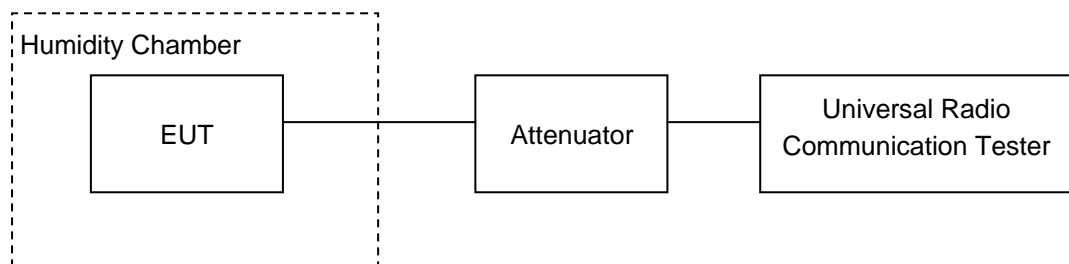 Humidity Chamber
EUT
Attenuator
Universal Radio
Communication Tester